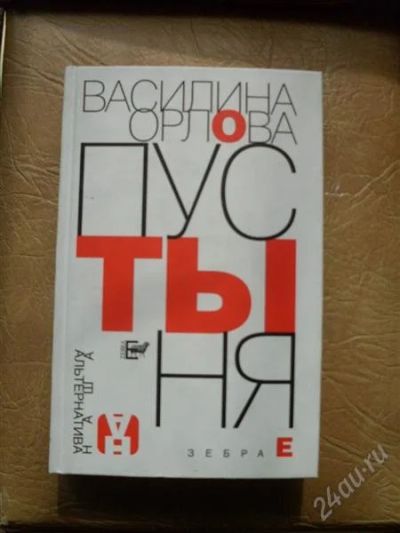 ВАСИЛИНА
ОРЛОВА
ПУС
ТЫ
НЯ
АЛЬТЕРНАТИВА
ЗЕБРА Е
24au.ru